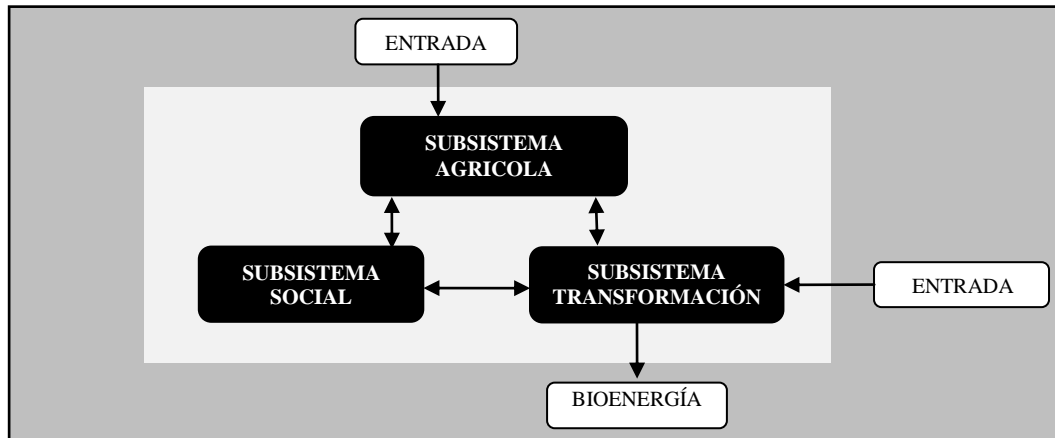 ENTRADA
SUBSISTEMA
AGRICOLA
SUBSISTEMA
SOCIAL
SUBSISTEMA
TRANSFORMACIÓN
ENTRADA
BIOENERGÍA